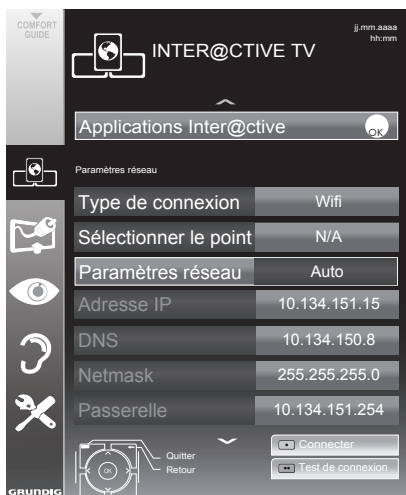 COMFORT
GUIDE
INTER@CTIVE TV
jj.mm.aaaa
hh:mm
Applications Inter@ctive
OK
Paramètres réseau
Type de connexion Wifi
Sélectionner le point N/A
Paramètres réseau Auto
Adresse IP 10.134.151.15
DNS 10.134.150.8
Netmask 255.255.255.0
Passerelle 10.134.151.254
OK
Quitter
Retour
Connecter
Test de connexion
GRUNDIG